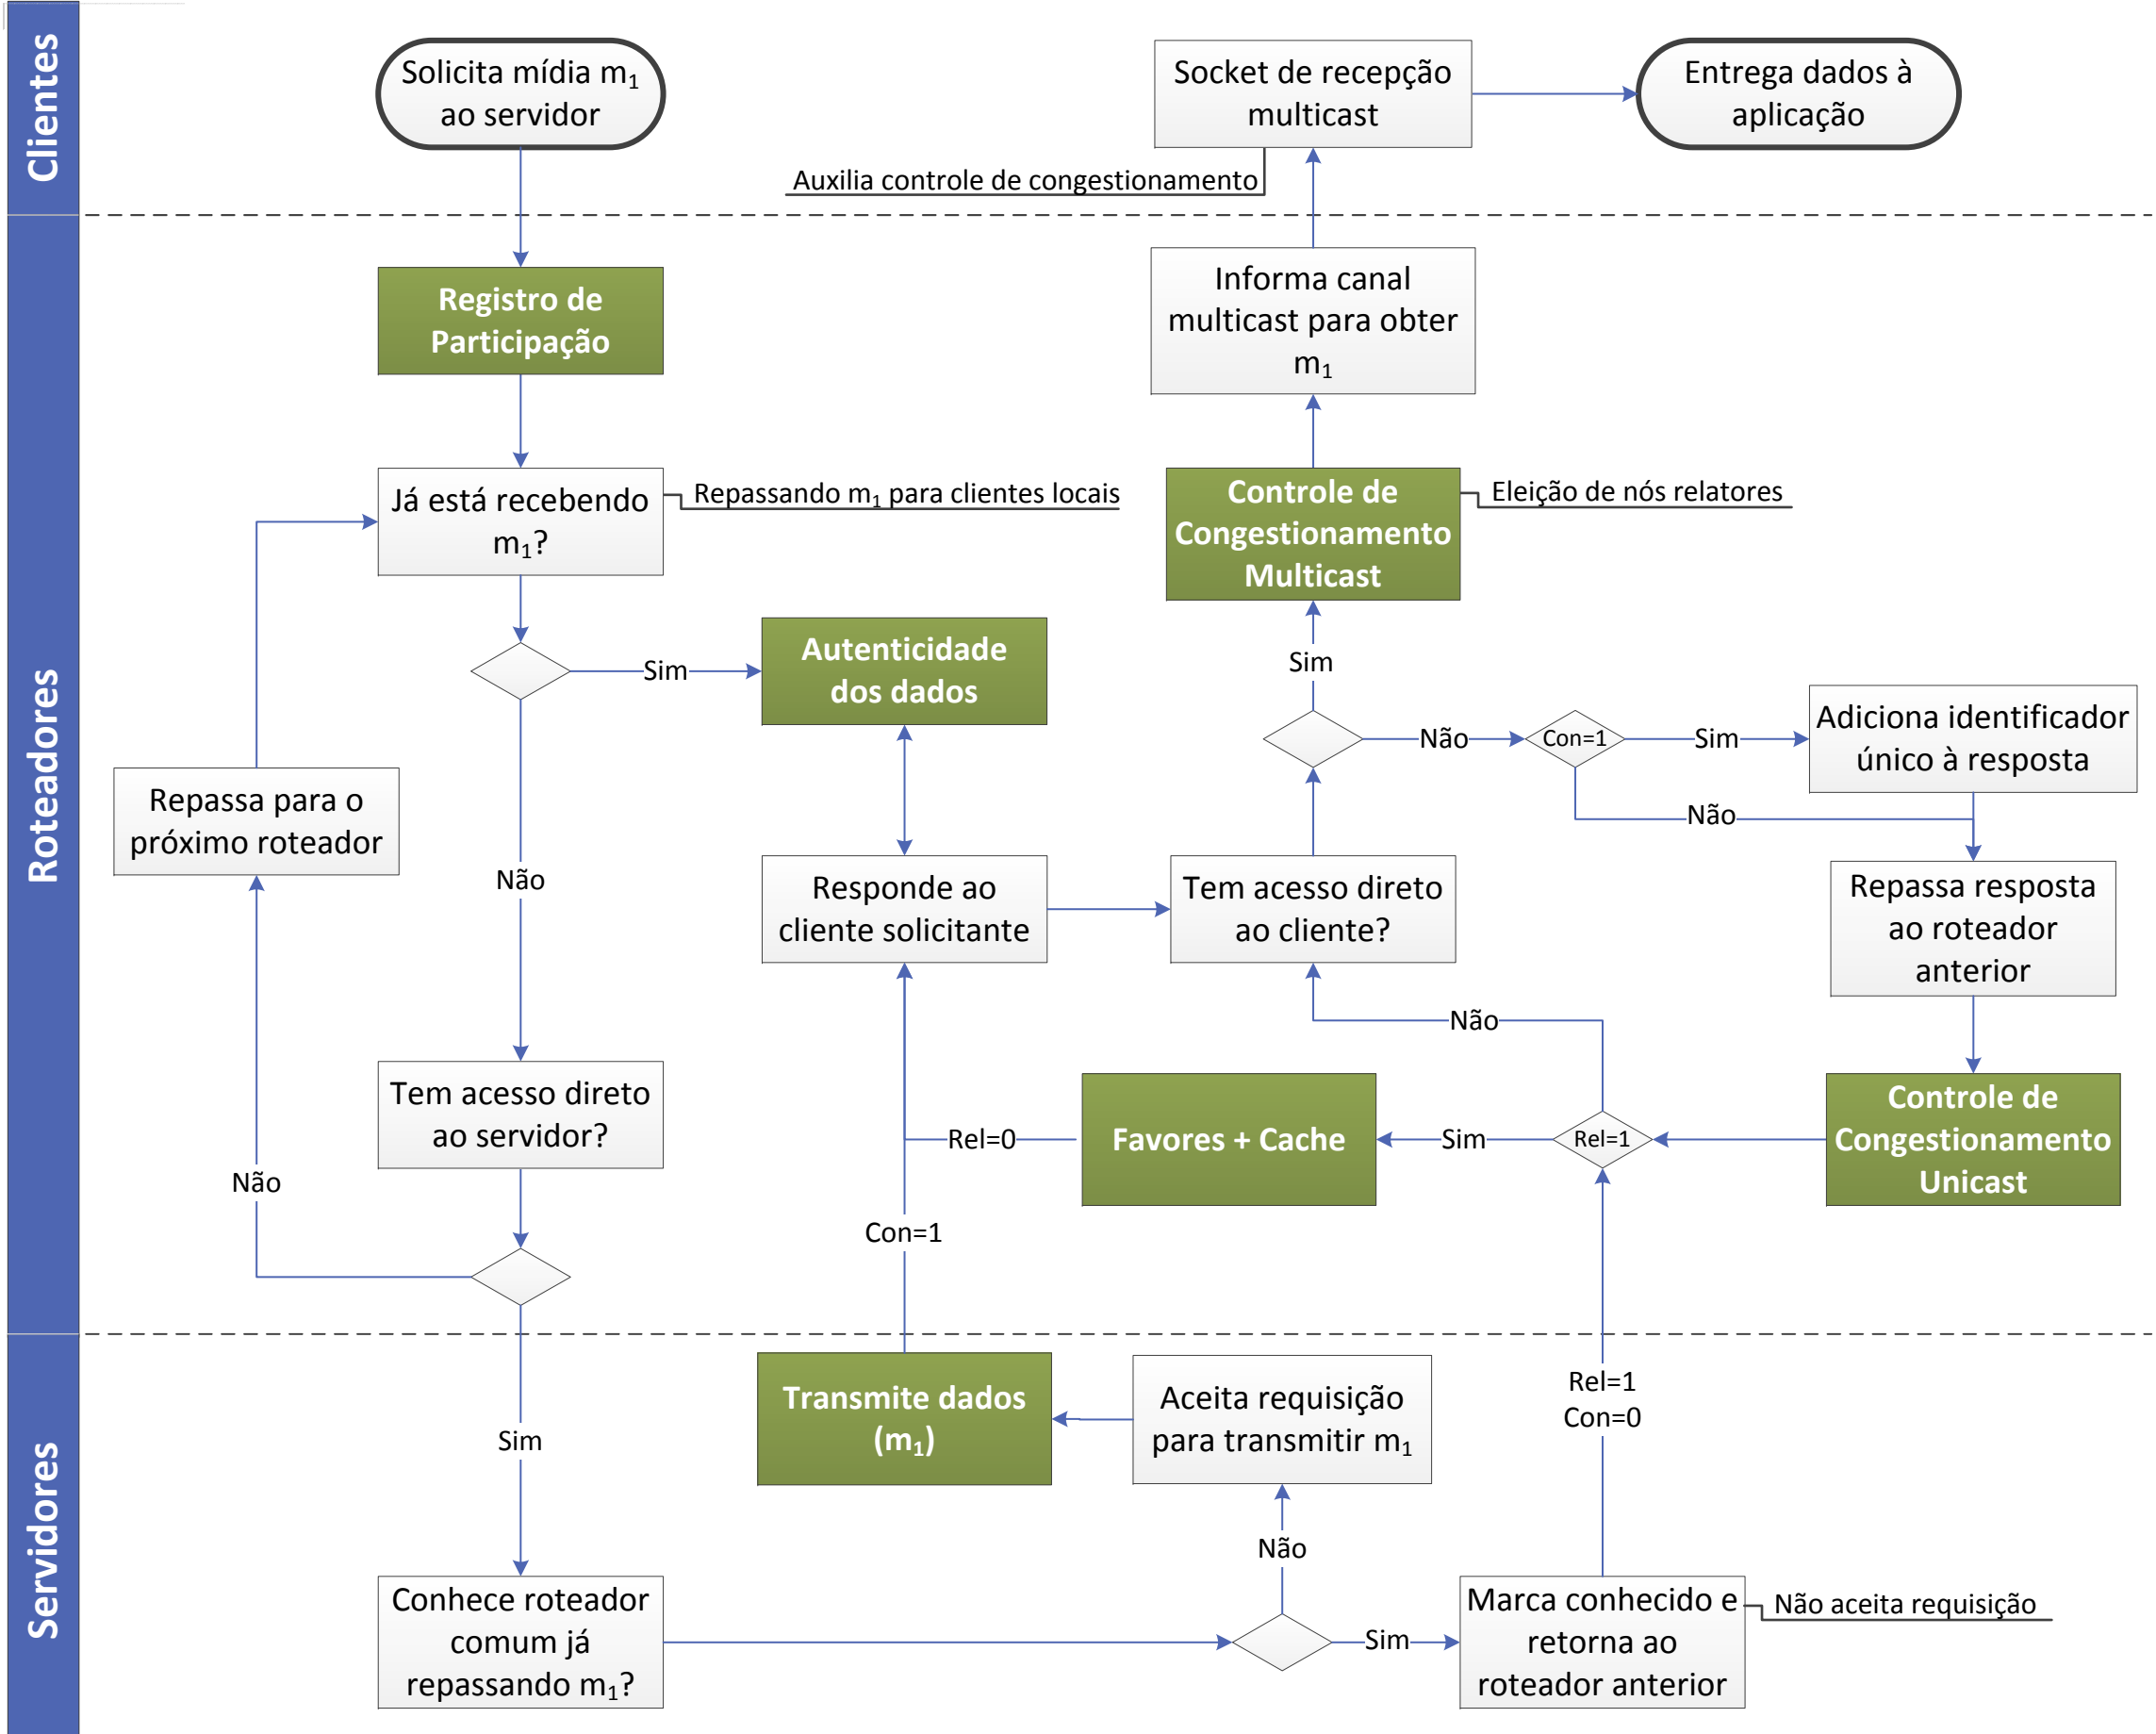 Clientes
Solicita mídia m₁
ao servidor
Socket de recepção
multicast
Entrega dados à
aplicação
Auxilia controle de congestionamento
Roteadores
Registro de
Participação
Informa canal
multicast para obter
m₁
Já está recebendo
m₁?
Repassando m₁ para clientes locais
Controle de
Congestionamento
Multicast
Eleição de nós relatores
Sim
Autenticidade
dos dados
Sim
Não
Con=1
Sim
Adiciona identificador
único à resposta
Não
Repassa para o
próximo roteador
Não
Responde ao
cliente solicitante
Tem acesso direto
ao cliente?
Repassa resposta
ao roteador
anterior
Não
Tem acesso direto
ao servidor?
Rel=0
Favores + Cache
Sim
Rel=1
Controle de
Congestionamento
Unicast
Não
Con=1
Servidores
Sim
Transmite dados
(m₁)
Aceita requisição
para transmitir m₁
Rel=1
Con=0
Não
Conhece roteador
comum já
repassando m₁?
Sim
Marca conhecido e
retorna ao
roteador anterior
Não aceita requisição